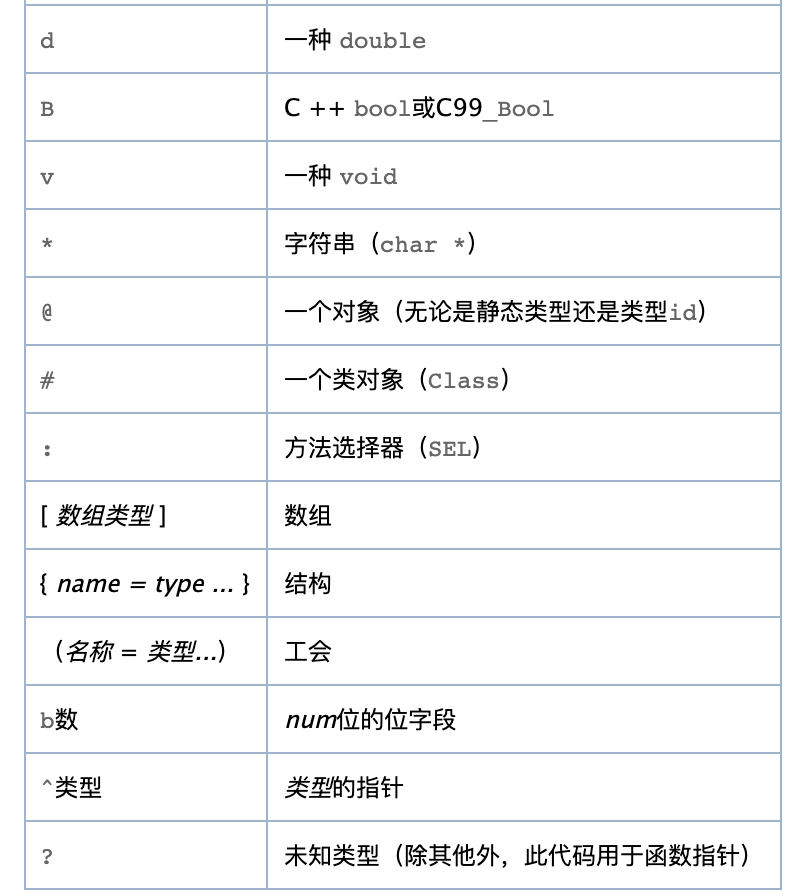 d 一种 double
B C ++ bool或C99_Bool
v 一种 void
* 字符串（char *）
@ 一个对象（无论是静态类型还是类型id）
# 一个类对象（Class）
: 方法选择器（SEL）
[ 数组类型 ] 数组
{ name = type ... } 结构
（名称 = 类型...） 工会
b数 num位的位字段
^类型 类型的指针
? 未知类型（除其他外，此代码用于函数指针）